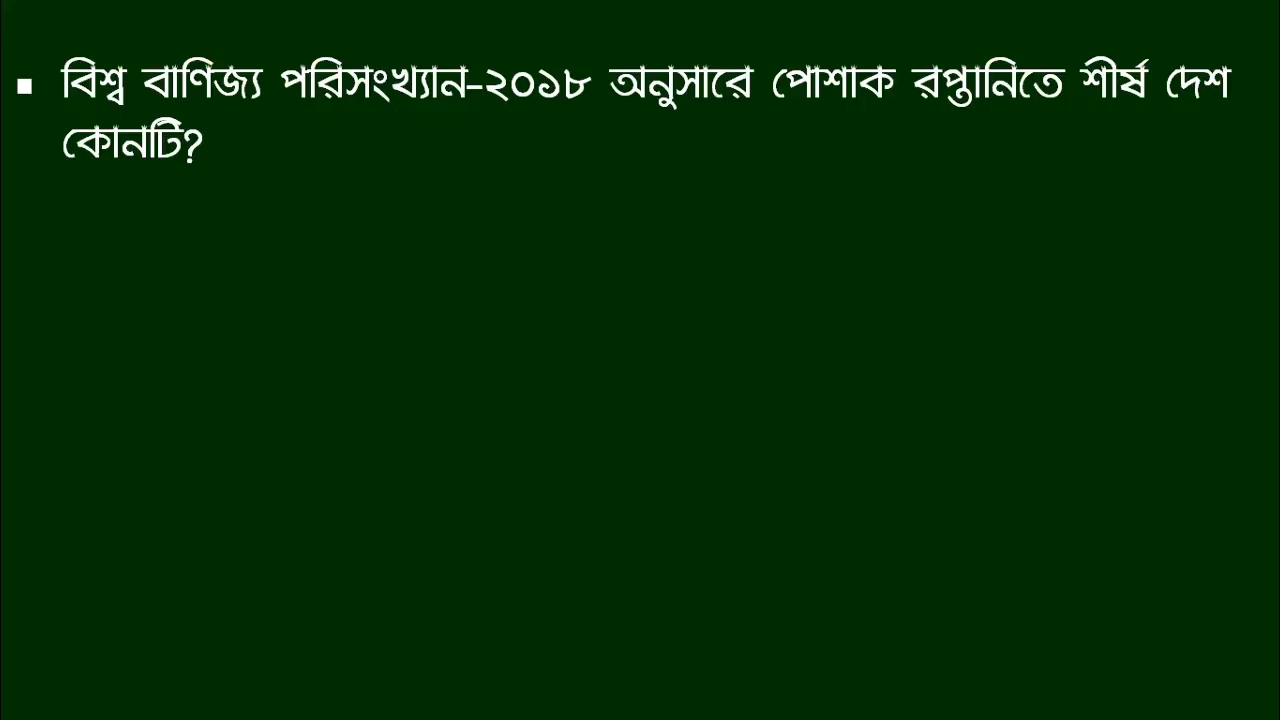 ▪ বিশ্ব বাণিজ্য পরিসংখ্যান-২০১৮ অনুসারে পোশাক রপ্তানিতে শীর্ষ দেশ
কোনটি?